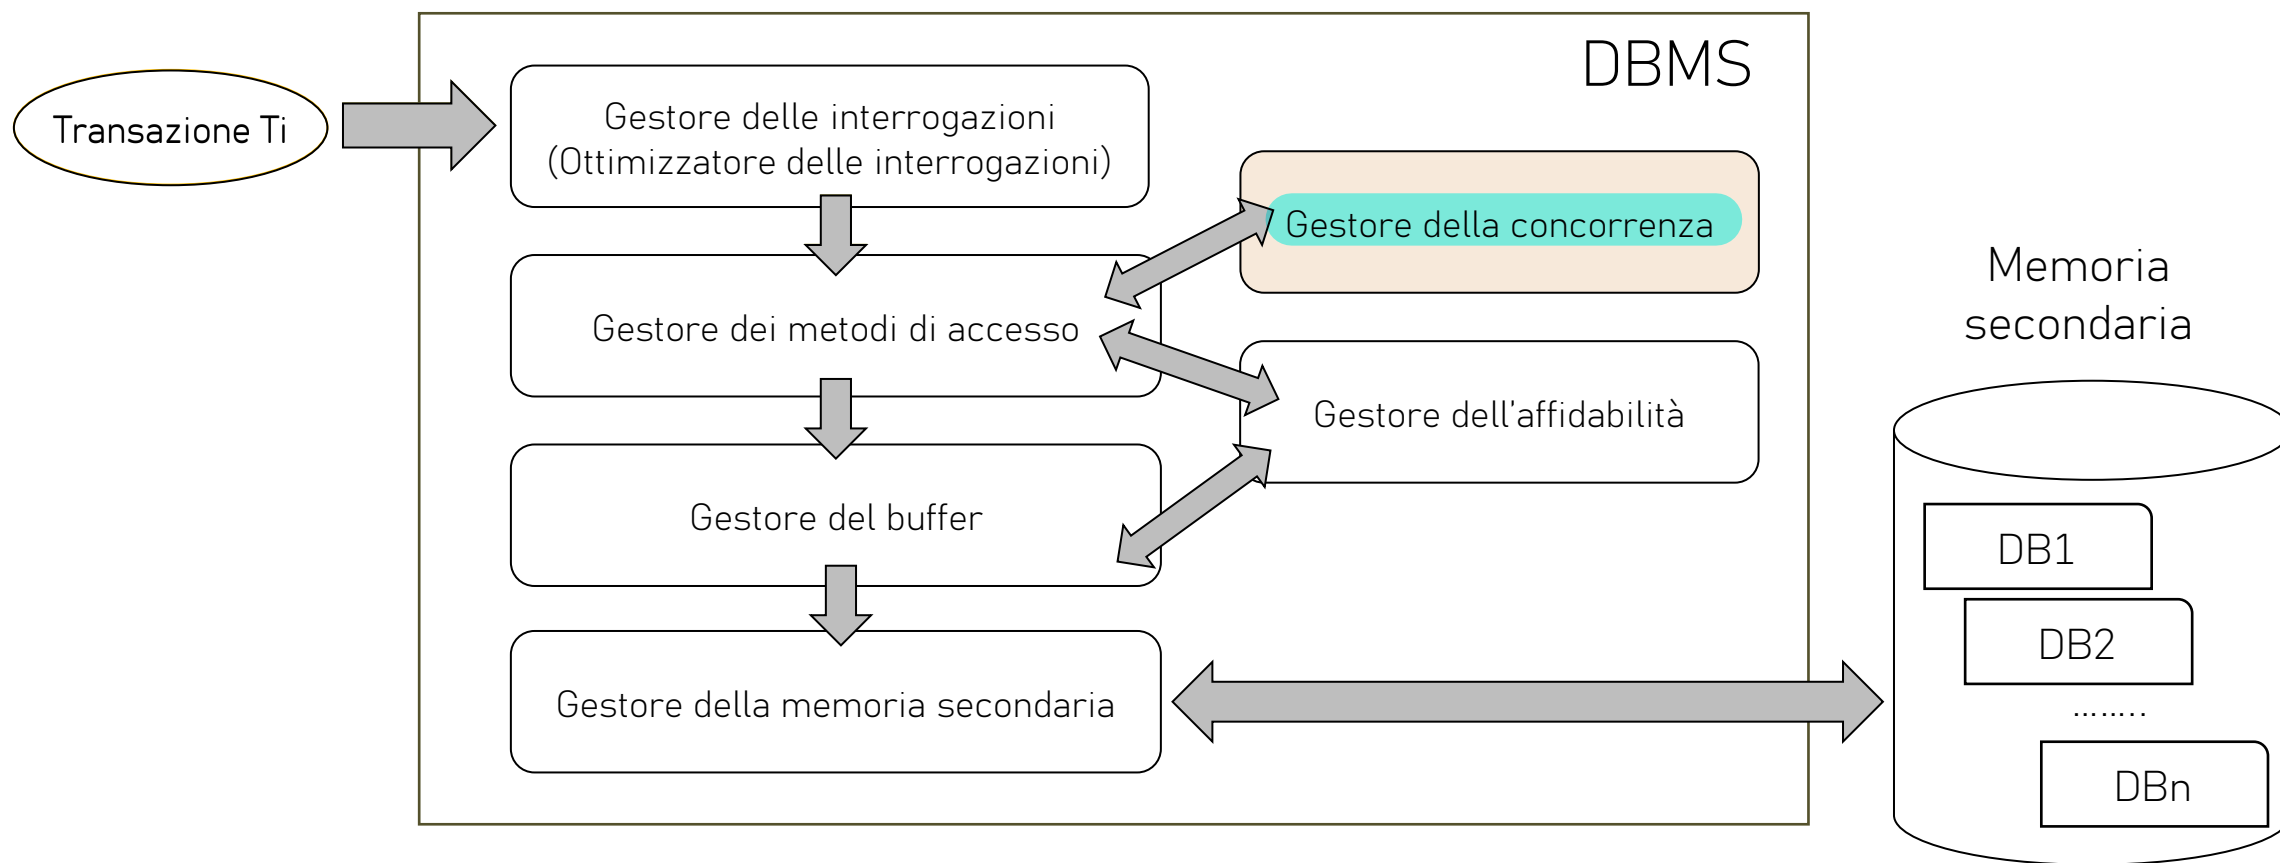 DBMS
Transazione Ti
Gestore delle interrogazioni
(Ottimizzatore delle interrogazioni)
Gestore della concorrenza
Gestore dei metodi di accesso
Gestore dell'affidabilità
Gestore del buffer
Gestore della memoria secondaria
Memoria
secondaria
DB1
DB2
……..
DBn